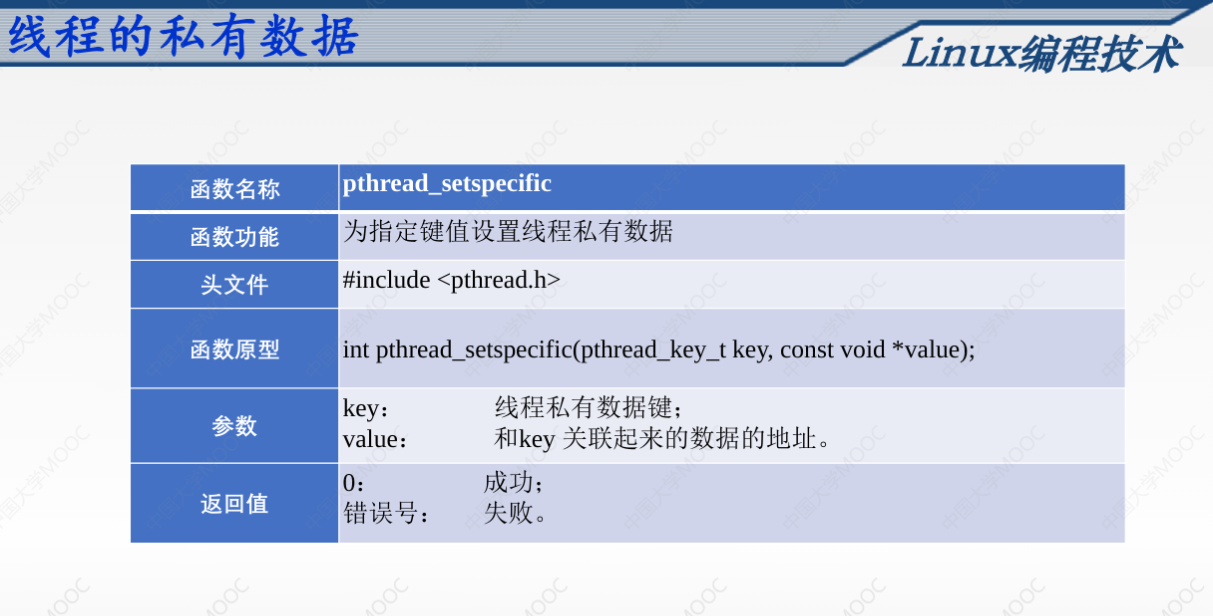 线程的私有数据
Linux编程技术
函数名称 pthread_setspecific
函数功能 为指定键值设置线程私有数据
头文件 #include <pthread.h>
函数原型 int pthread_setspecific(pthread_key_t key, const void *value);
参数 key： 线程私有数据键；
value： 和key 关联起来的数据的地址。
返回值 0： 成功；
错误号： 失败。
中国大学MOOC